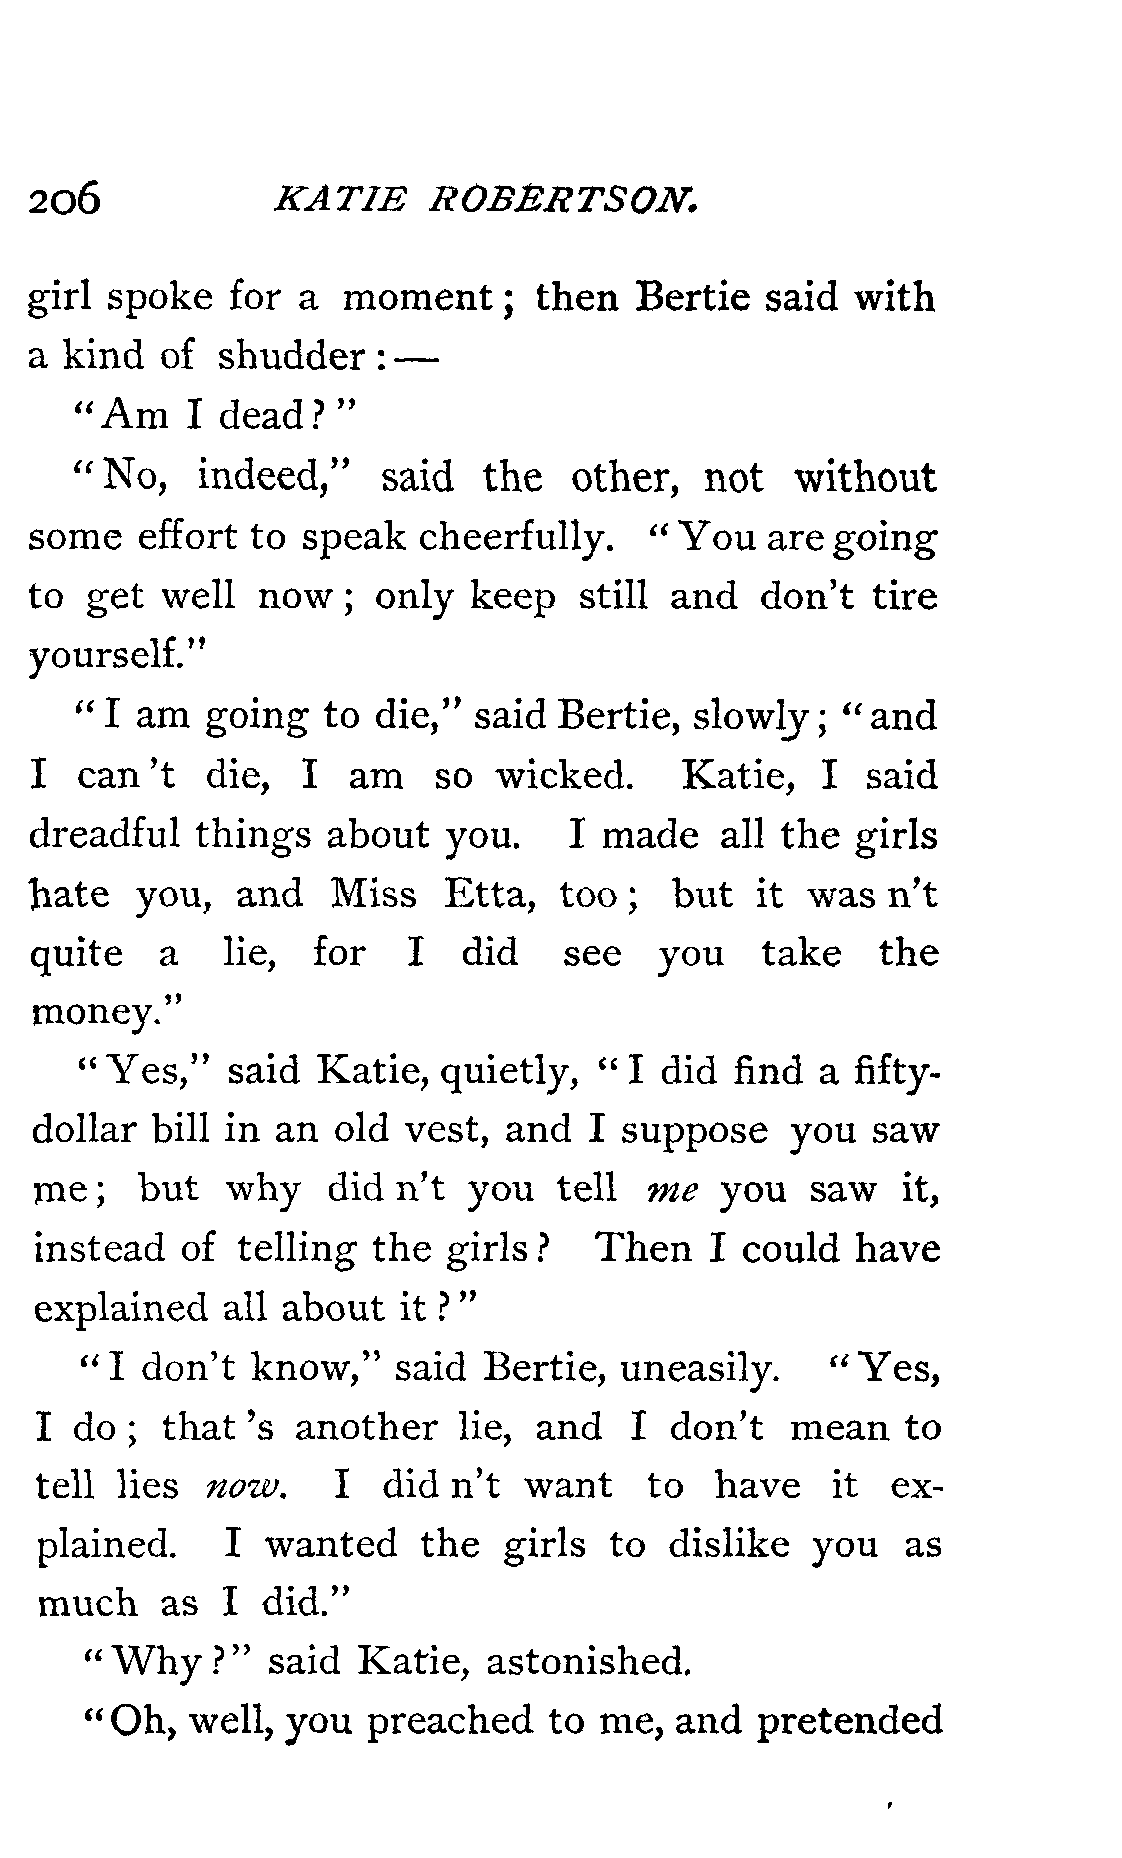 206 KATIE ROBERTSON.
girl spoke for a moment; then Bertie said with
a kind of shudder:—
"Am I dead?"
"No, indeed," said the other, not without
some effort to speak cheerfully. "You are going
to get well now; only keep still and don't tire
yourself."
"I am going to die," said Bertie, slowly; "and
I can't die, I am so wicked. Katie, I said
dreadful things about you. I made all the girls
hate you, and Miss Etta, too; but it was n't
quite a lie, for I did see you take the
money."
"Yes," said Katie, quietly, "I did find a fifty-
dollar bill in an old vest, and I suppose you saw
me; but why did n't you tell me you saw it,
instead of telling the girls? Then I could have
explained all about it?"
"I don't know," said Bertie, uneasily. "Yes,
I do; that 's another lie, and I don't mean to
tell lies now. I did n't want to have it ex-
plained. I wanted the girls to dislike you as
much as I did."
"Why?" said Katie, astonished.
"Oh, well, you preached to me, and pretended